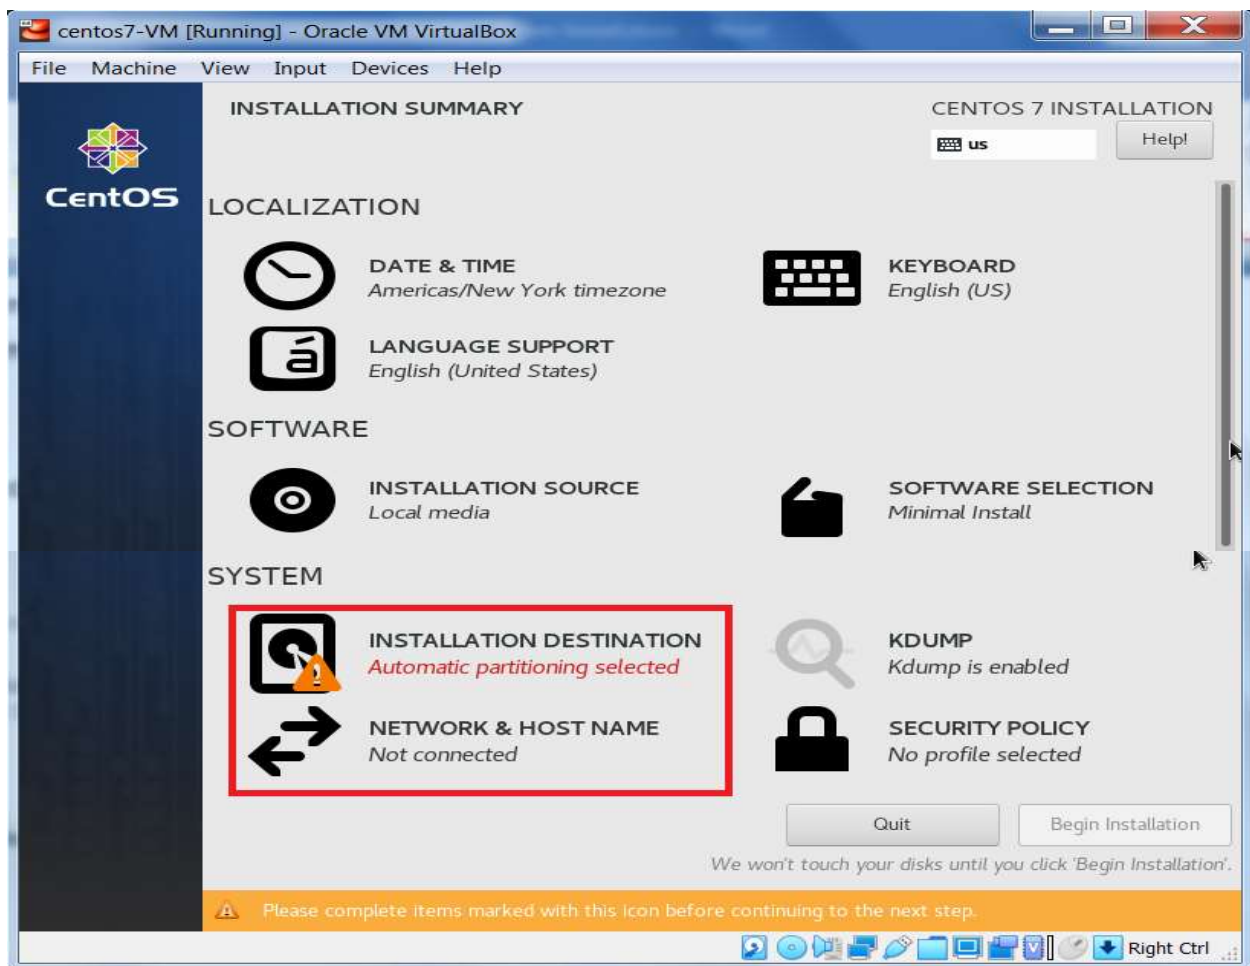 centos7-VM [Running] - Oracle VM VirtualBox
File Machine View Input Devices Help
INSTALLATION SUMMARY
CENTOS 7 INSTALLATION
us
Help!
CentOS
LOCALIZATION
DATE & TIME
Americas/New York timezone
KEYBOARD
English (US)
á
LANGUAGE SUPPORT
English (United States)
SOFTWARE
INSTALLATION SOURCE
Local media
SOFTWARE SELECTION
Minimal Install
SYSTEM
INSTALLATION DESTINATION
Automatic partitioning selected
KDUMP
Kdump is enabled
NETWORK & HOST NAME
Not connected
SECURITY POLICY
No profile selected
Quit
Begin Installation
We won't touch your disks until you click 'Begin Installation'.
Please complete items marked with this icon before continuing to the next step.
Right Ctrl